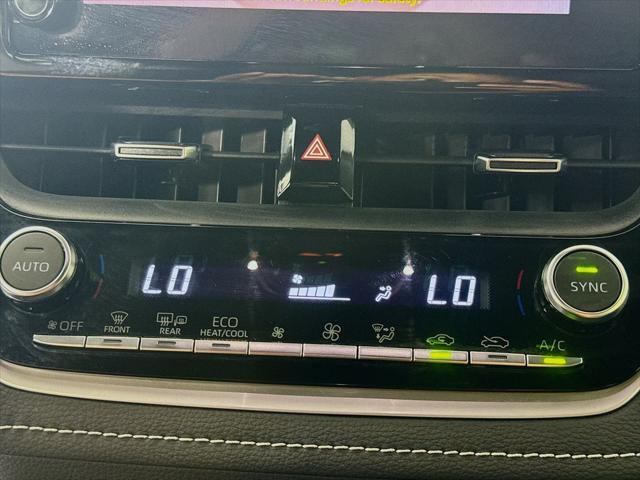 AUTO
LO
LO
SYNC
OFF
FRONT
REAR
ECO
HEAT/COOL
A/C